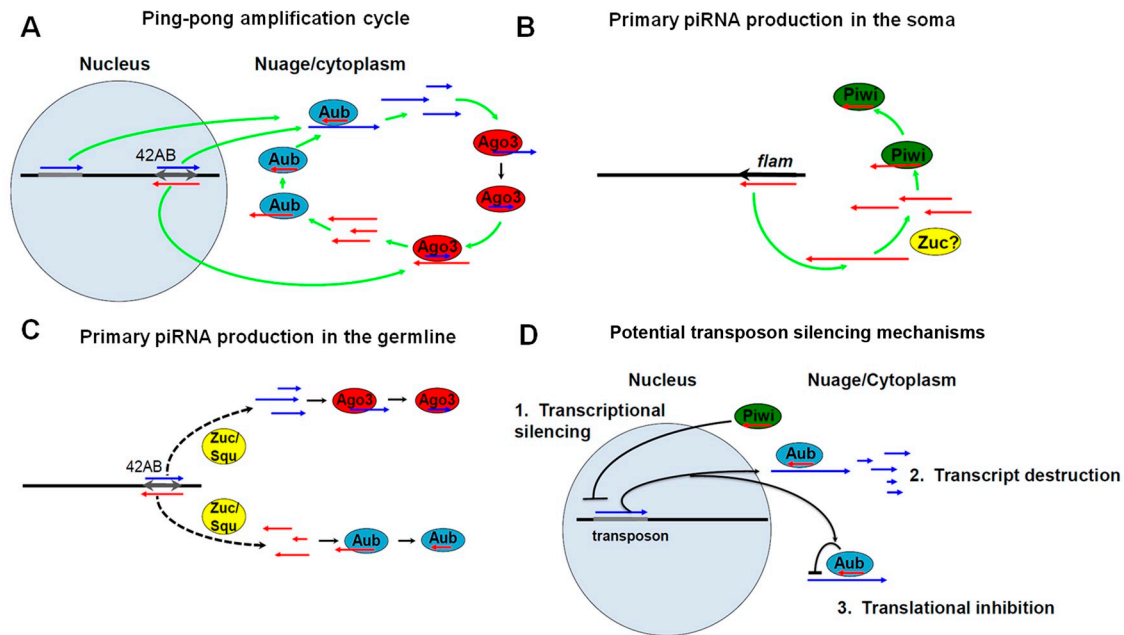 A
Ping-pong amplification cycle
Nucleus
Nuage/cytoplasm
42AB
Aub
Aub
Aub
Ago3
Ago3
Ago3
B
Primary piRNA production in the soma
Piwi
Piwi
flam
Zuc?
C
Primary piRNA production in the germline
Zuc/
Squ
Ago3
Ago3
42AB
Zuc/
Squ
Aub
Aub
D
Potential transposon silencing mechanisms
Nucleus
Nuage/Cytoplasm
1. Transcriptional
silencing
Piwi
Aub
2. Transcript destruction
transposon
Aub
3. Translational inhibition